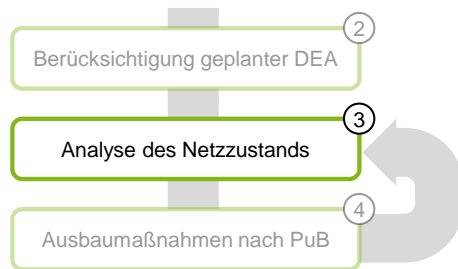 2
Berücksichtigung geplanter DEA
3
Analyse des Netzzustands
4
Ausbaumaßnahmen nach PuB